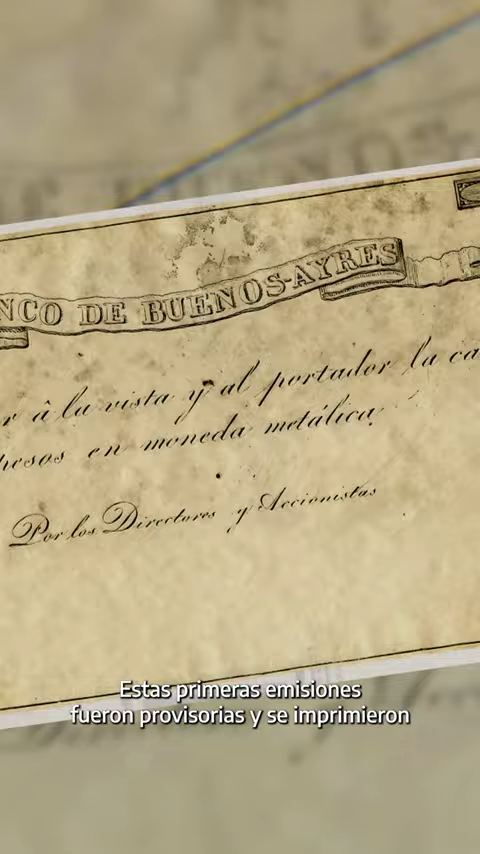 NCO DE BUENOS-AYRES
r â la vista y al portador la ca
pesos en moneda metálica
Por los Directores y Accionistas
Estas primeras emisiones
fueron provisorias y se imprimieron